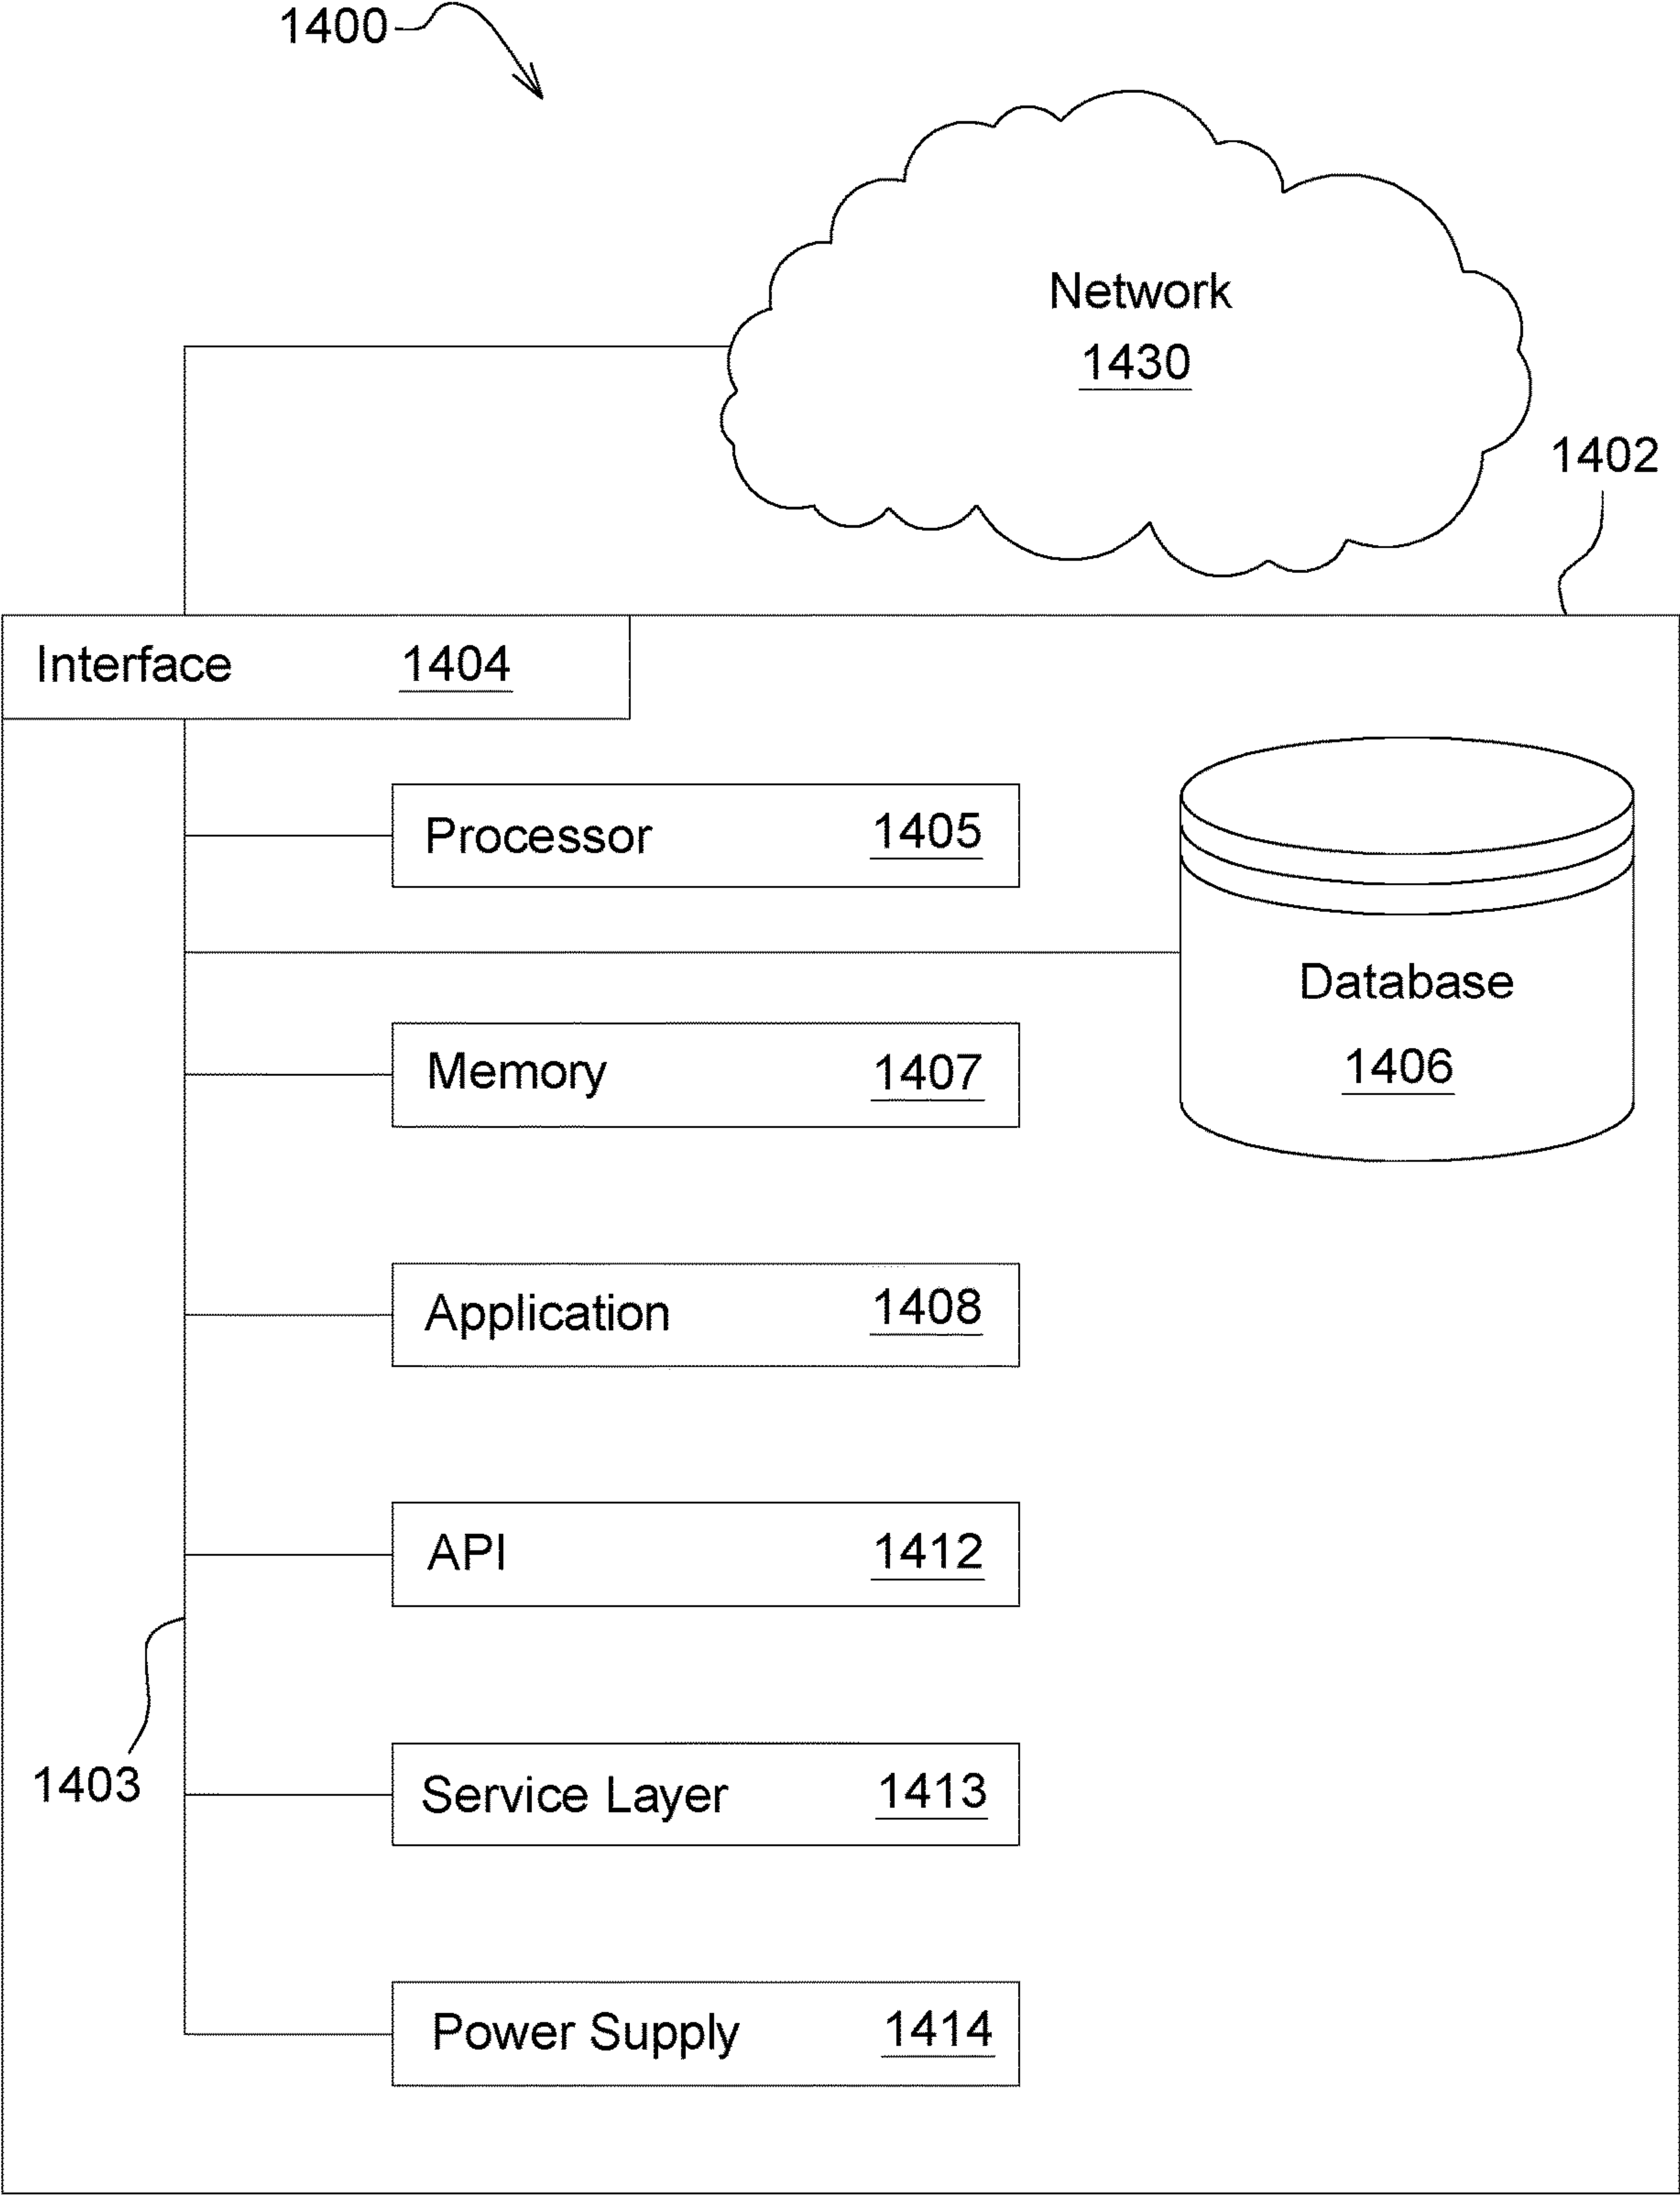 1400
Network
1430
1402
Interface 1404
Processor 1405
Database
1406
Memory 1407
Application 1408
API 1412
1403
Service Layer 1413
Power Supply 1414